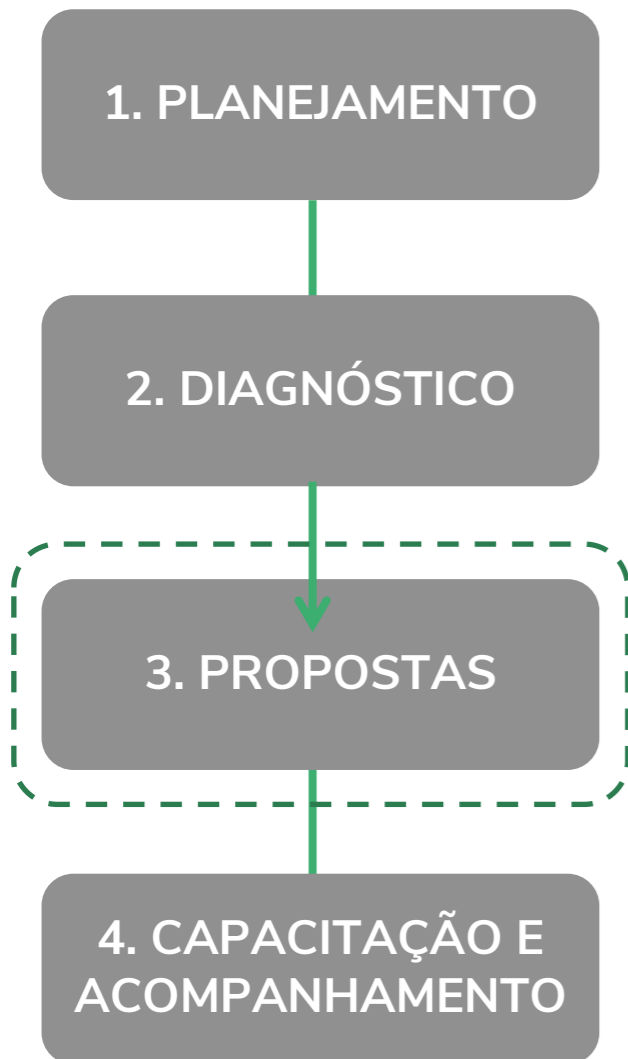 1. PLANEJAMENTO
2. DIAGNÓSTICO
3. PROPOSTAS
4. CAPACITAÇÃO E
ACOMPANHAMENTO